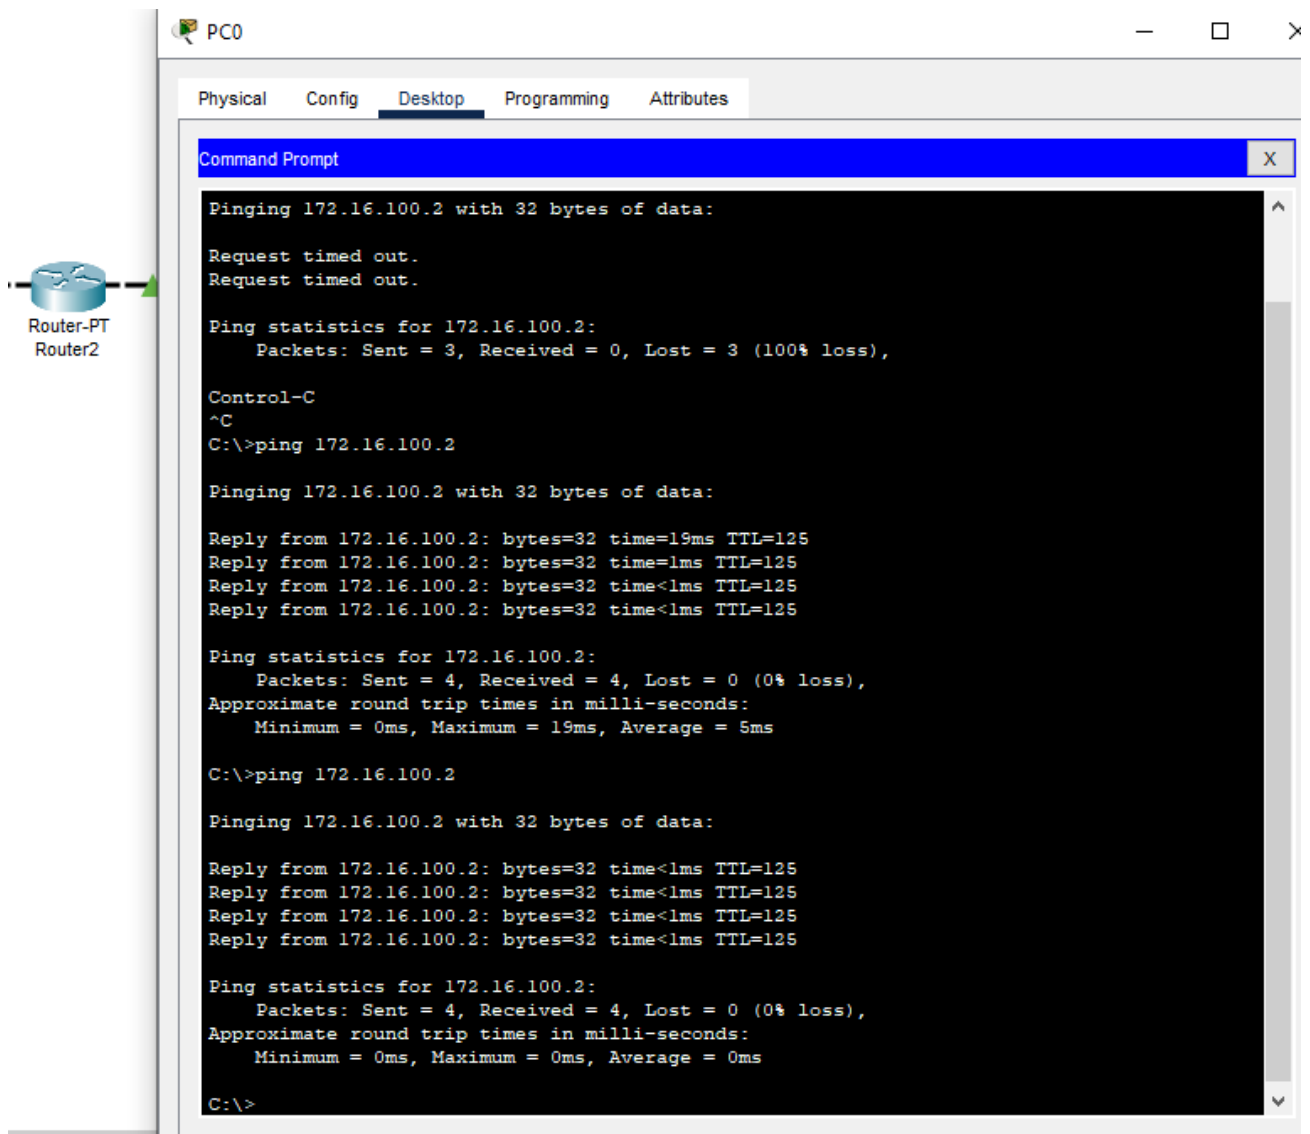 PC0
Physical Config Desktop Programming Attributes
Command Prompt
X
Pinging 172.16.100.2 with 32 bytes of data:
Request timed out.
Request timed out.
Ping statistics for 172.16.100.2:
Packets: Sent = 3, Received = 0, Lost = 3 (100% loss),
Control-C
^C
C:\>ping 172.16.100.2
Pinging 172.16.100.2 with 32 bytes of data:
Reply from 172.16.100.2: bytes=32 time=19ms TTL=125
Reply from 172.16.100.2: bytes=32 time=1ms TTL=125
Reply from 172.16.100.2: bytes=32 time<1ms TTL=125
Reply from 172.16.100.2: bytes=32 time<1ms TTL=125
Ping statistics for 172.16.100.2:
Packets: Sent = 4, Received = 4, Lost = 0 (0% loss),
Approximate round trip times in milli-seconds:
Minimum = 0ms, Maximum = 19ms, Average = 5ms
C:\>ping 172.16.100.2
Pinging 172.16.100.2 with 32 bytes of data:
Reply from 172.16.100.2: bytes=32 time<1ms TTL=125
Reply from 172.16.100.2: bytes=32 time<1ms TTL=125
Reply from 172.16.100.2: bytes=32 time<1ms TTL=125
Reply from 172.16.100.2: bytes=32 time<1ms TTL=125
Ping statistics for 172.16.100.2:
Packets: Sent = 4, Received = 4, Lost = 0 (0% loss),
Approximate round trip times in milli-seconds:
Minimum = 0ms, Maximum = 0ms, Average = 0ms
C:\>
Router-PT
Router2